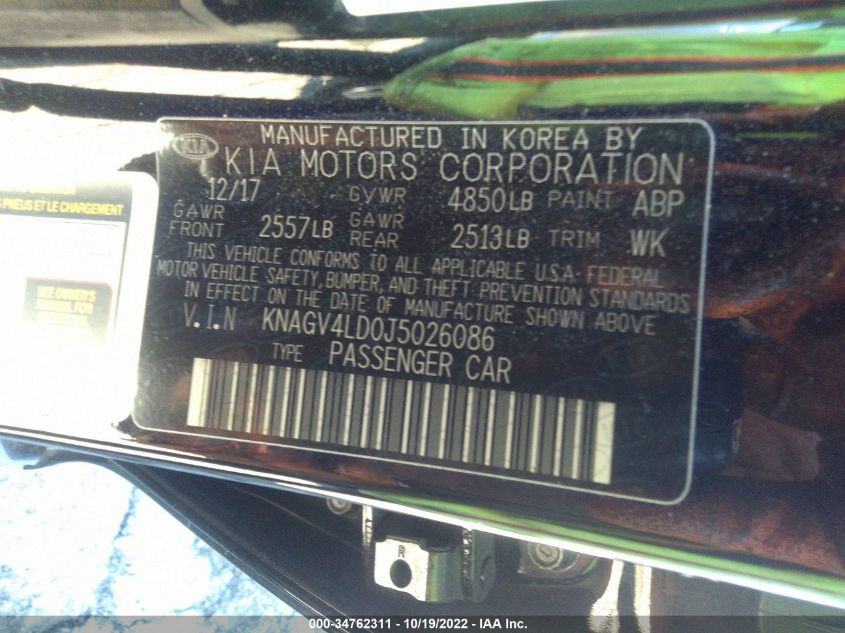 MANUFACTURED IN KOREA BY
KIA KIA MOTORS CORPORATION
12/17 GVWR 4850LB PAINT ABP
GAWR FRONT 2557LB GAWR REAR 2513LB TRIM WK
THIS VEHICLE CONFORMS TO ALL APPLICABLE U.S.A. FEDERAL
MOTOR VEHICLE SAFETY, BUMPER, AND THEFT PREVENTION STANDARDS
IN EFFECT ON THE DATE OF MANUFACTURE SHOWN ABOVE
V.I.N KNAGV4LD0J5026086
TYPE PASSENGER CAR
PNEUS ET LE CHARGEMENT
SEE OWNER'S
MANUAL FOR
R
000-34762311 - 10/19/2022 - IAA Inc.